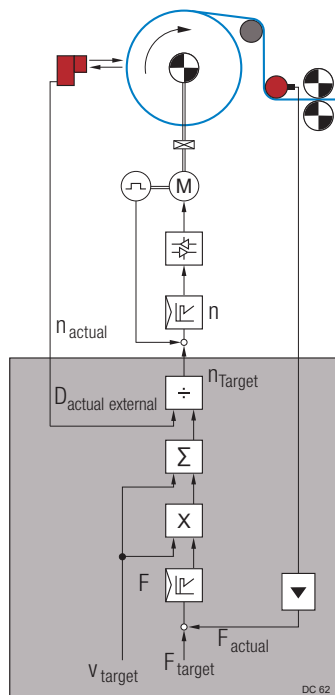 M
n
n actual
n Target
D actual external
÷
Σ
X
F
F actual
v target
F target
DC 62